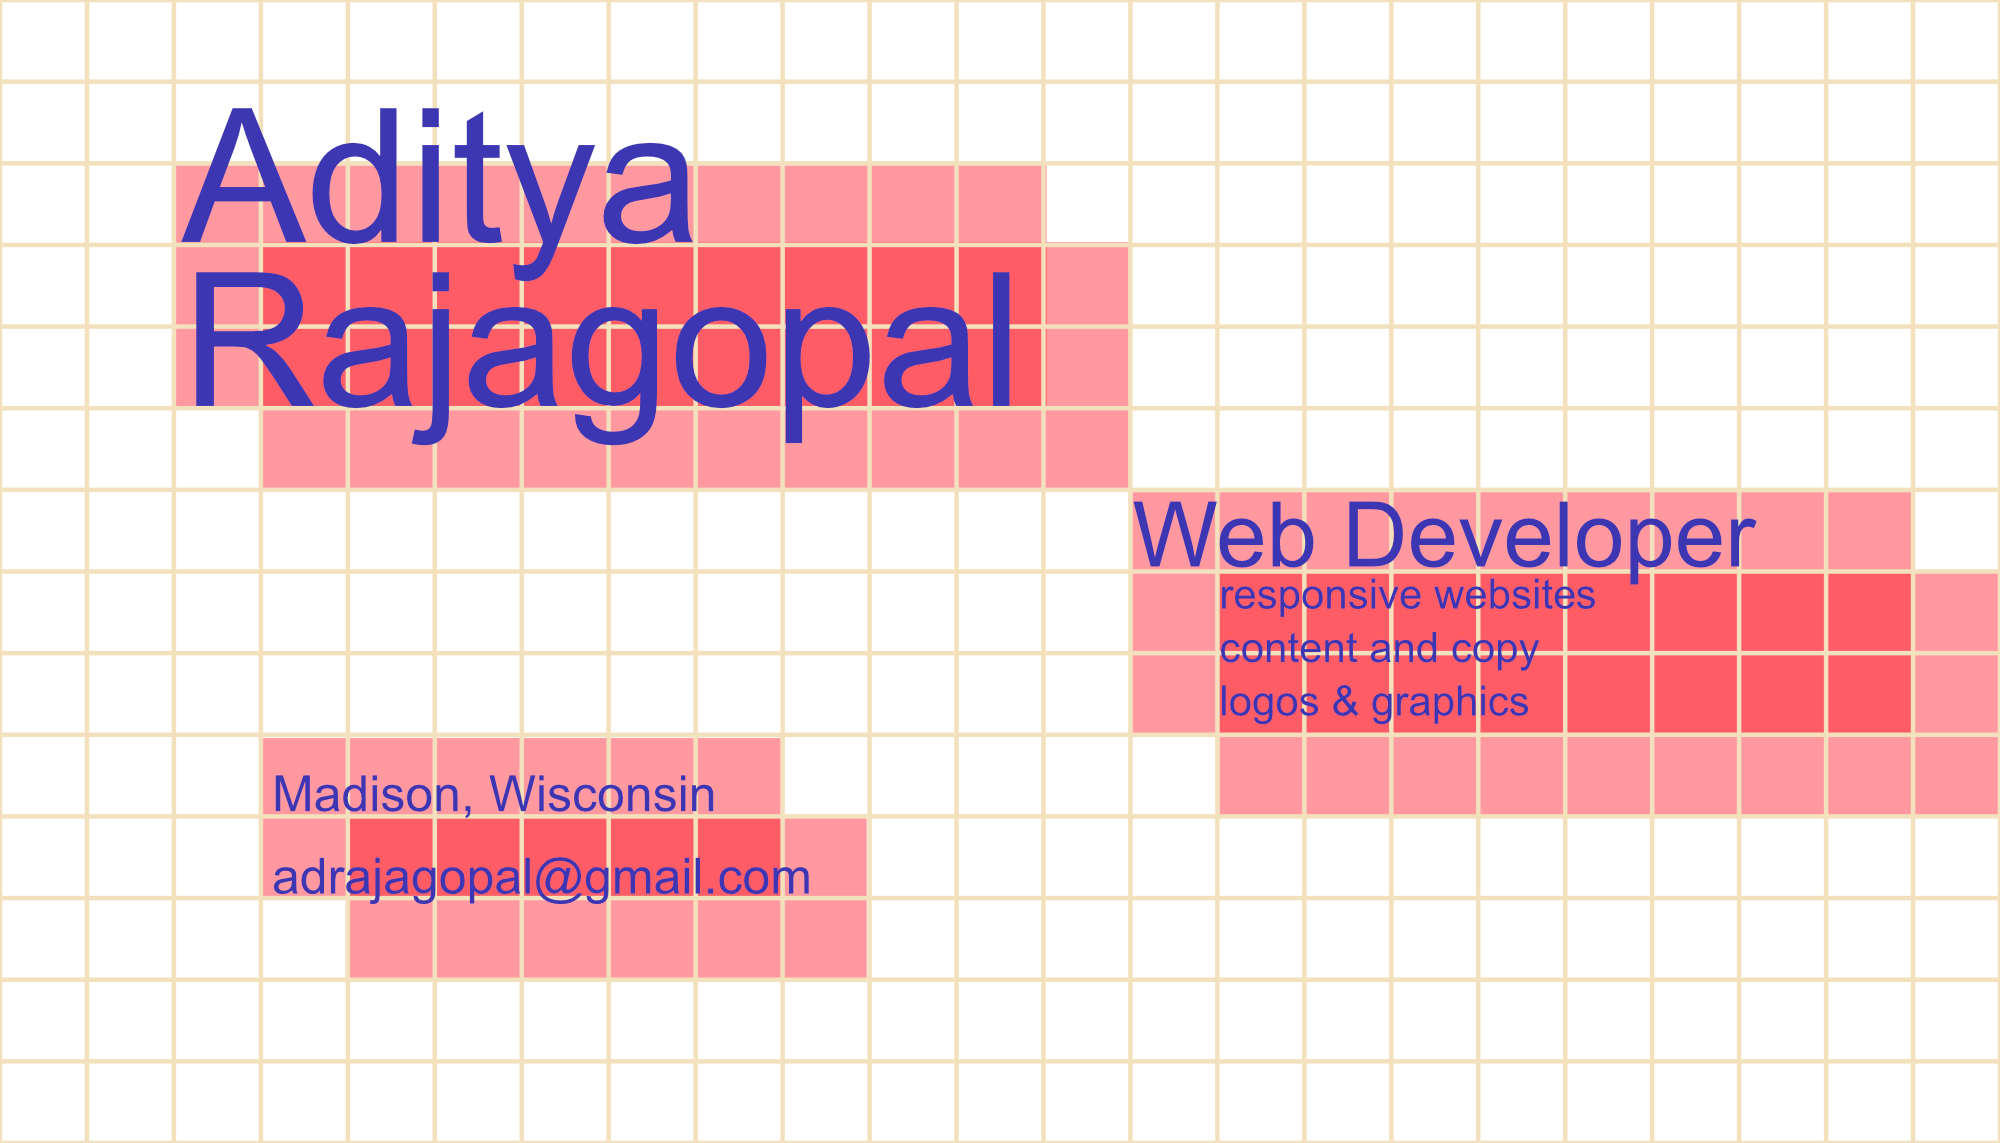 Aditya
Rajagopal
Web Developer
responsive websites
content and copy
logos & graphics
Madison, Wisconsin
adrajagopal@gmail.com